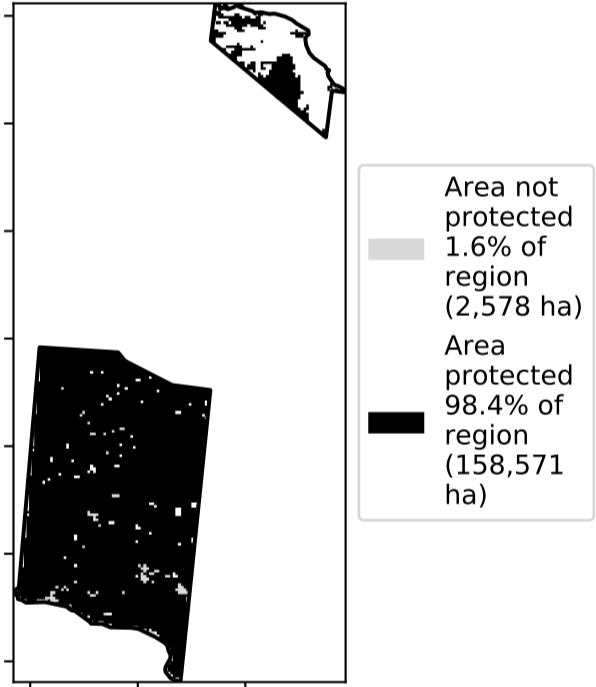 Area not
protected
1.6% of
region
(2,578 ha)
Area
protected
98.4% of
region
(158,571
ha)